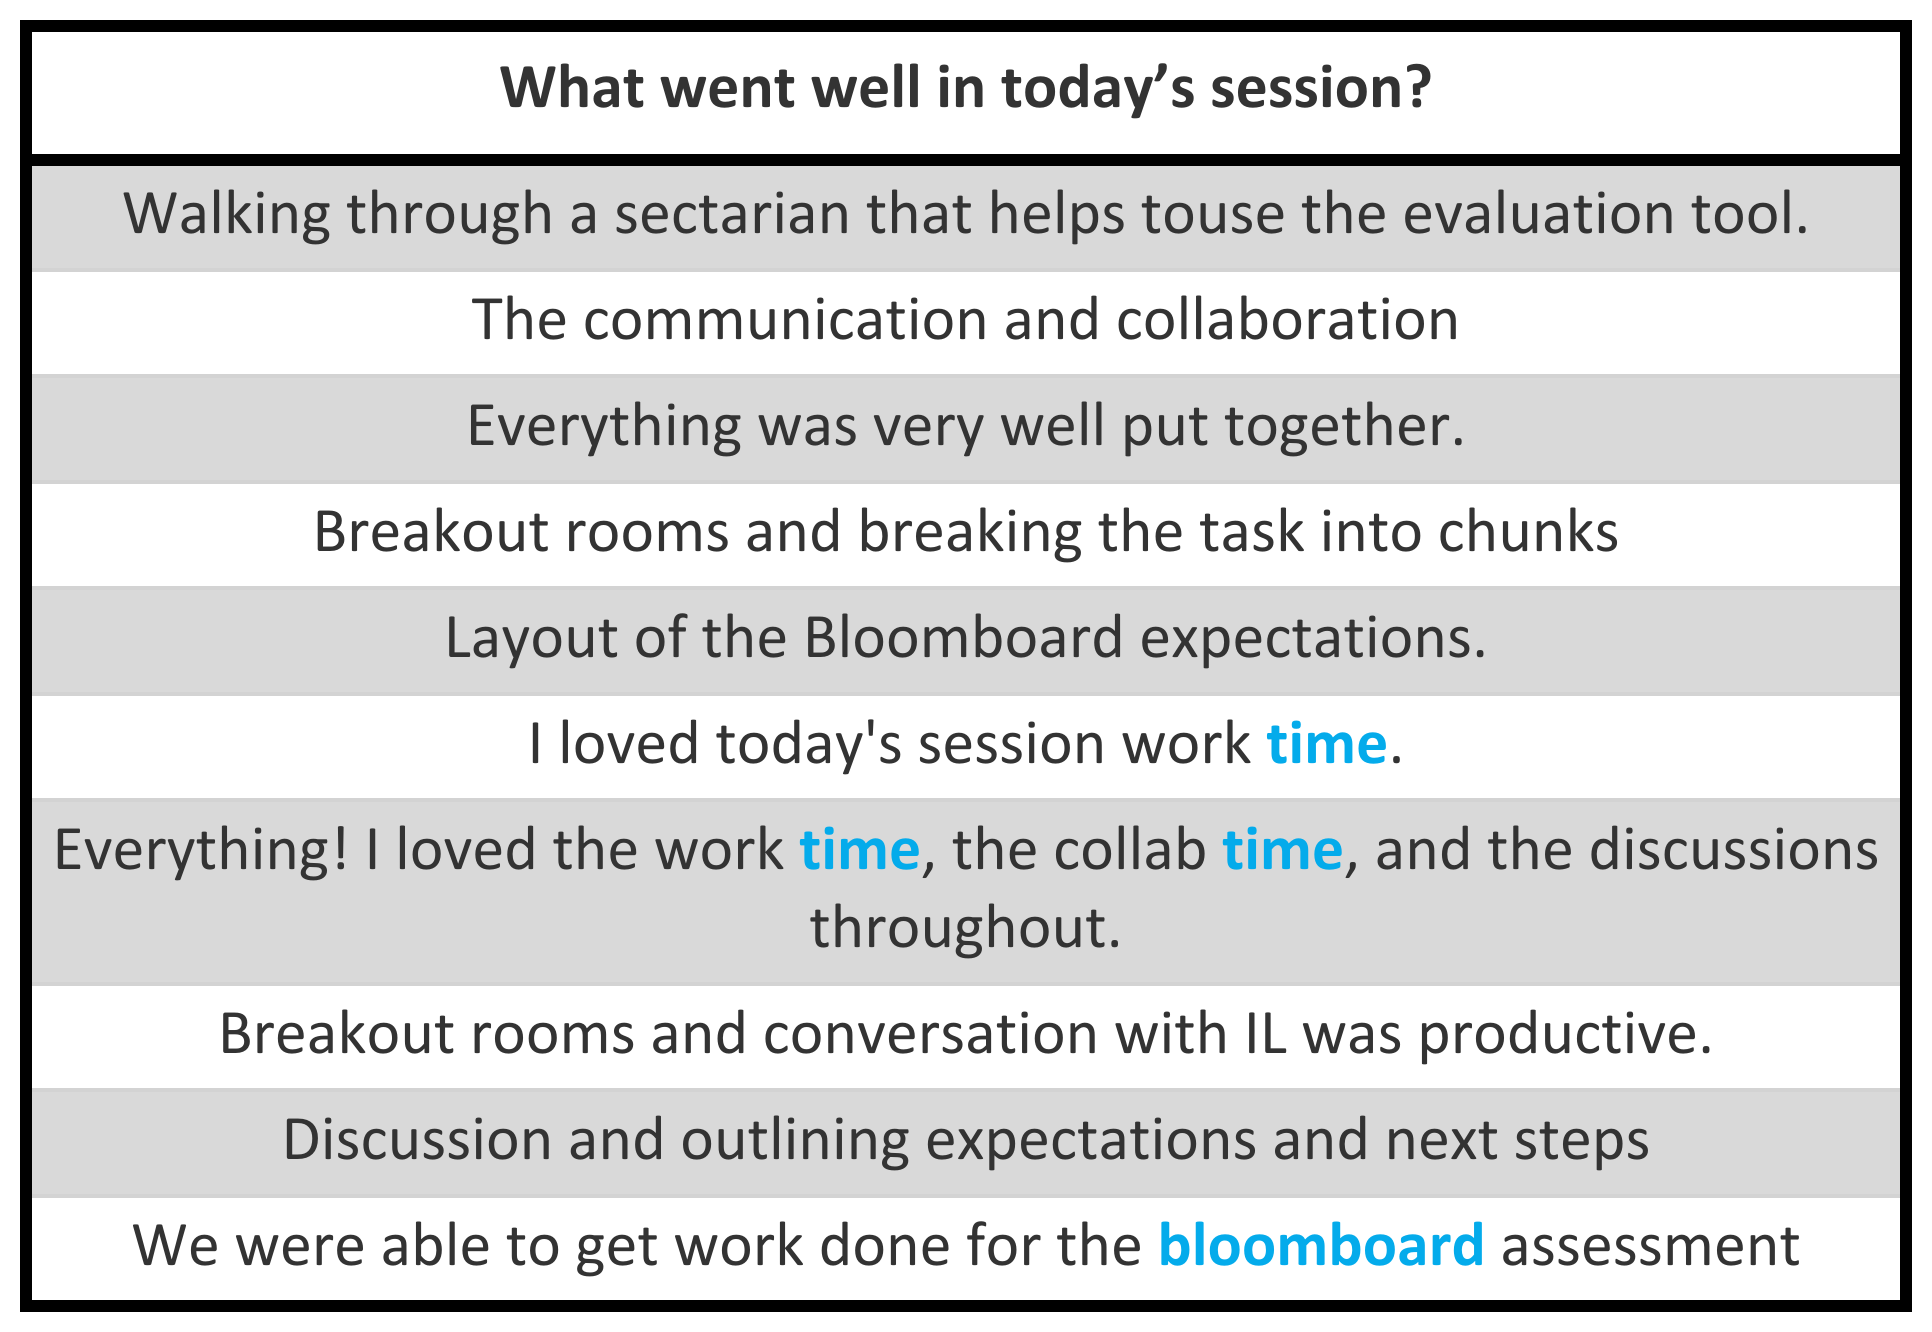 What went well in today’s session?
Walking through a sectarian that helps touse the evaluation tool.
The communication and collaboration
Everything was very well put together.
Breakout rooms and breaking the task into chunks
Layout of the Bloomboard expectations.
I loved today's session work time.
Everything! I loved the work time, the collab time, and the discussions
throughout.
Breakout rooms and conversation with IL was productive.
Discussion and outlining expectations and next steps
We were able to get work done for the bloomboard assessment